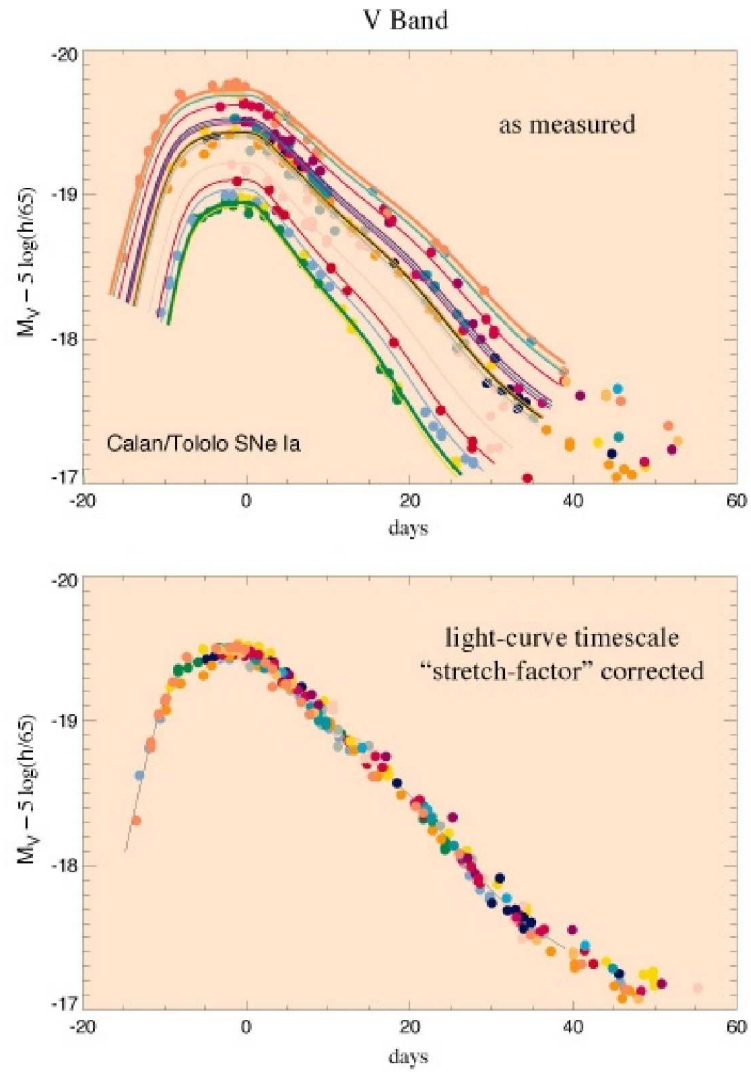 V Band
-20
as measured
-19
M_V – 5 log(h/65)
-18
Calan/Tololo SNe Ia
-17
-20 0 20 40 60
days
-20
light-curve timescale
“stretch-factor” corrected
-19
M_V – 5 log(h/65)
-18
-17
-20 0 20 40 60
days